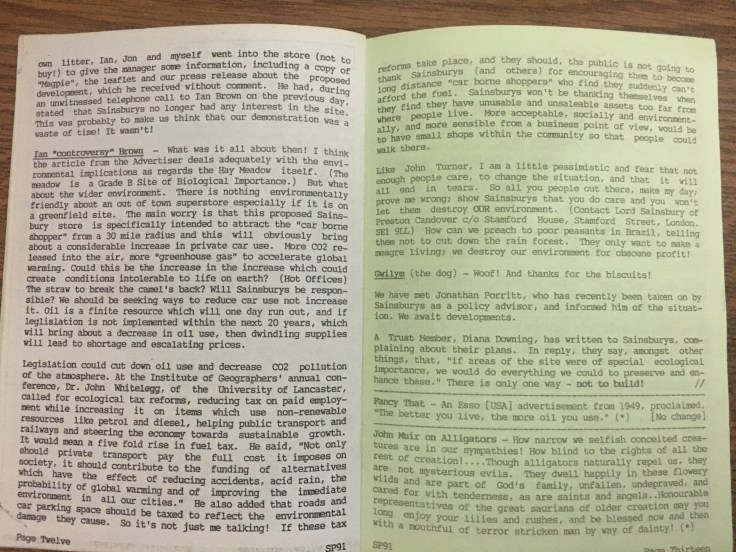 own litter, Ian, Jon and myself went into the store (not to
buy!) to give the manager some information, including a copy of
"Magpie", the leaflet and our press release about the proposed
development, which he received without comment. He had, during
an unwitnessed telephone call to Ian Brown on the previous day,
stated that Sainsburys no longer had any interest in the site.
This was probably to make us think that our demonstration was a
waste of time! It wasn't!
Ian "controversy" Brown - What was it all about then! I think
the article from the Advertiser deals adequately with the envi-
ronmental implications as regards the Hay Meadow itself. (The
meadow is a Grade B Site of Biological Importance.) But what
about the wider environment. There is nothing environmentally
friendly about an out of town superstore especially if it is on
a greenfield site. The main worry is that this proposed Sains-
bury store is specifically intended to attract the "car borne
shopper" from a 30 mile radius and this will obviously bring
about a considerable increase in private car use. More CO2 re-
leased into the air, more "greenhouse gas" to accelerate global
warming. Could this be the increase in the increase which could
create conditions intolerable to life on earth? (Hot Offices)
The straw to break the camel's back? Will Sainsburys be respon-
sible? We should be seeking ways to reduce car use not increase
it. Oil is a finite resource which will one day run out, and if
leglislation is not implemented within the next 20 years, which
will bring about a decrease in oil use, then dwindling supplies
will lead to shortage and escalating prices.
Legislation could cut down oil use and decrease CO2 pollution
of the atmosphere. At the Institute of Geographers' annual con-
ference, Dr. John Whitelegg, of the University of Lancaster,
called for ecological tax reforms, reducing tax on paid employ-
ment while increasing it on items which use non-renewable
resources like petrol and diesel, helping public transport and
railways and steering the economy towards sustainable growth.
It would mean a five fold rise in fuel tax. He said, "Not only
should private transport pay the full cost it imposes on
society, it should contribute to the funding of alternatives
which have the effect of reducing accidents, acid rain, the
probability of global warming and of improving the immediate
environment in all our cities." He also added that roads and
car parking space should be taxed to reflect the environmental
damage they cause. So it's not just me talking! If these tax
Page Twelve
SP91
reforms take place, and they should, the public is not going to
thank Sainsburys (and others) for encouraging them to become
long distance "car borne shoppers" who find they suddenly can't
afford the fuel. Sainsburys won't be thanking themselves when
they find they have unusable and unsaleable assets too far from
where people live. More acceptable, socially and environment-
ally, and more sensible from a business point of view, would be
to have small shops within the community so that people could
walk there.
Like John Turner, I am a little pessimistic and fear that not
enough people care, to change the situation, and that it will
all end in tears. So all you people out there, make my day;
prove me wrong; show Sainsburys that you do care and you won't
let them destroy OUR environment. (Contact Lord Sainsbury of
Preston Candover c/o Stamford House, Stamford Street, London.
SE1 9LL) How can we preach to poor peasants in Brazil, telling
them not to cut down the rain forest. They only want to make a
meagre living; we destroy our environment for obscene profit!
Gwilym (the dog) - Woof! And thanks for the biscuits!
We have met Jonathan Porritt, who has recently been taken on by
Sainsburys as a policy advisor, and informed him of the situat-
ion. We await developments.
A Trust Member, Diana Downing, has written to Sainsburys, com-
plaining about their plans. In reply, they say, amongst other
things, that, "if areas of the site were of special ecological
importance, we would do everything we could to preserve and en-
hance these." There is only one way - not to build! //
Fancy That - An Esso [USA] advertisement from 1949, proclaimed,
"The better you live, the more oil you use." (*) [No change]
John Muir on Alligators - How narrow we selfish conceited crea-
tures are in our sympathies! How blind to the rights of all the
rest of creation!....Though alligators naturally repel us, they
are not mysterious evils. They dwell happily in these flowery
wilds and are part of God's family, unfallen, undepraved, and
cared for with tenderness, as are saints and angels..Honourable
representatives of the great saurians of older creation may you
long enjoy your lilies and rushes, and be blessed now and then
with a mouthful of terror stricken man by way of dainty! (*)
SP91
Page Thirteen